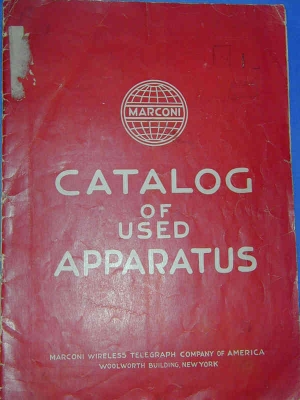 MARCONI
CATALOG
OF
USED
APPARATUS
MARCONI WIRELESS TELEGRAPH COMPANY OF AMERICA
WOOLWORTH BUILDING, NEW YORK